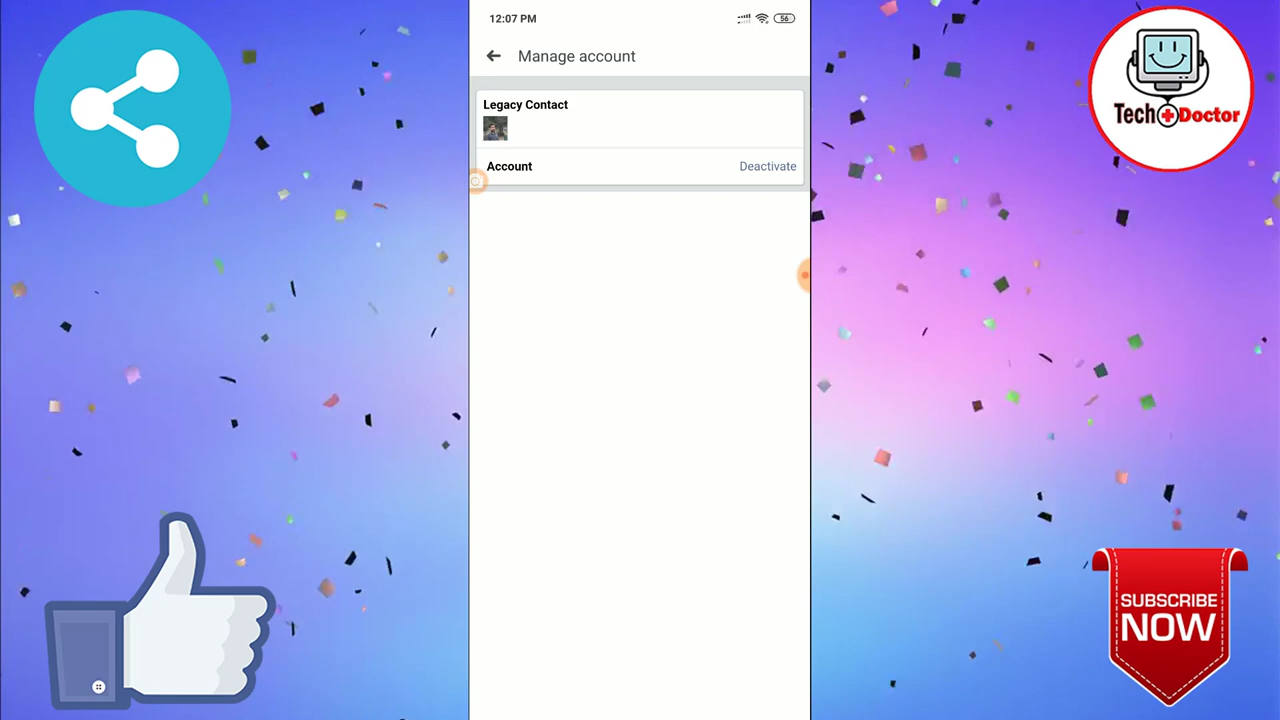 12:07 PM
56
Manage account
Legacy Contact
Account
Deactivate
Tech Doctor
SUBSCRIBE
NOW